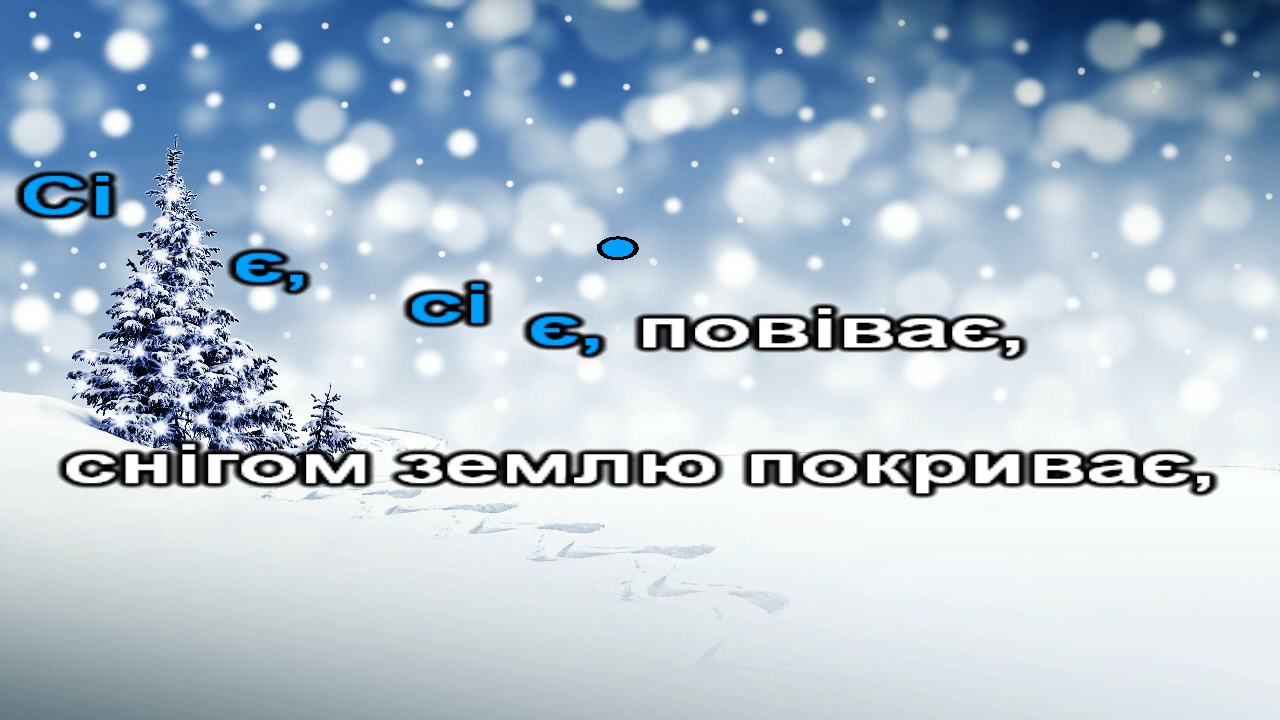 Сі є, сі є, повіває,
снігом землю покриває,